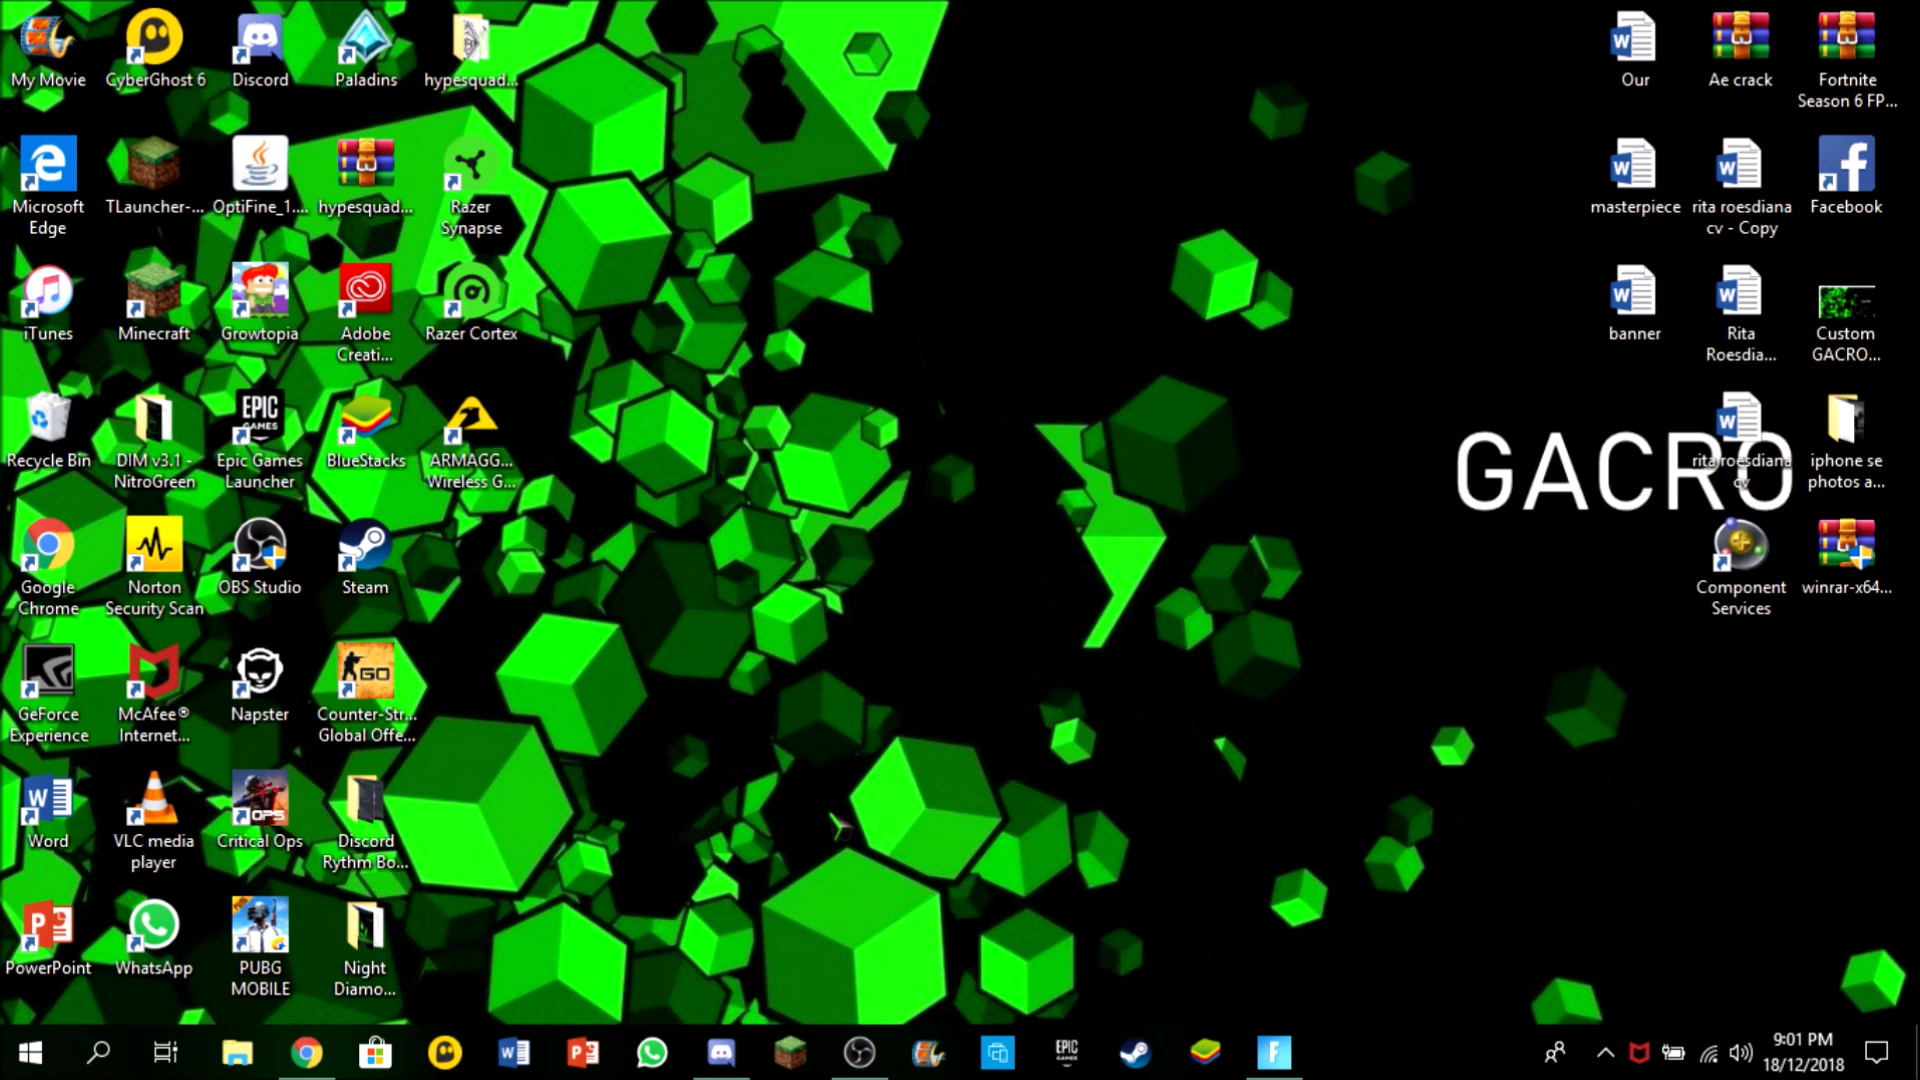 My Movie
CyberGhost 6
Discord
Paladins
hypesquad...
Microsoft
Edge
TLauncher-...
OptiFine_1....
hypesquad...
Razer
Synapse
iTunes
Minecraft
Growtopia
Adobe
Creati...
Razer Cortex
Recycle Bin
DIM v3.1 -
NitroGreen
EPIC
GAMES
Epic Games
Launcher
BlueStacks
ARMAGG...
Wireless G...
Google
Chrome
Norton
Security Scan
OBS Studio
Steam
GeForce
Experience
McAfee®
Internet...
Napster
GO
Counter-Str...
Global Offe...
W
Word
VLC media
player
OPS
Critical Ops
Discord
Rythm Bo...
P
PowerPoint
WhatsApp
PUBG
MOBILE
Night
Diamo...
W
Our
Ae crack
Fortnite
Season 6 FP...
W
masterpiece
W
rita roesdiana
cv - Copy
Facebook
W
banner
W
Rita
Roesdia...
Custom
GACRO...
W
rita roesdiana
cv
iphone se
photos a...
GACRO
Component
Services
winrar-x64...
W
P
EPIC
GAMES
F
9:01 PM
18/12/2018